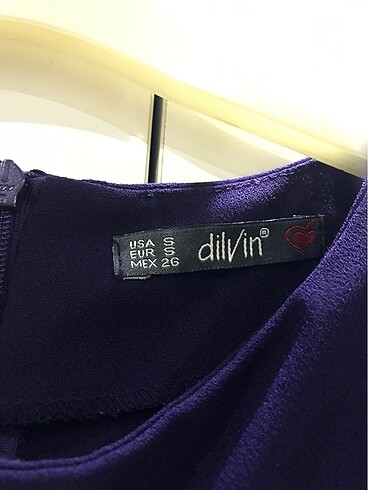 USA S
EUR S
MEX 26
dilvin®